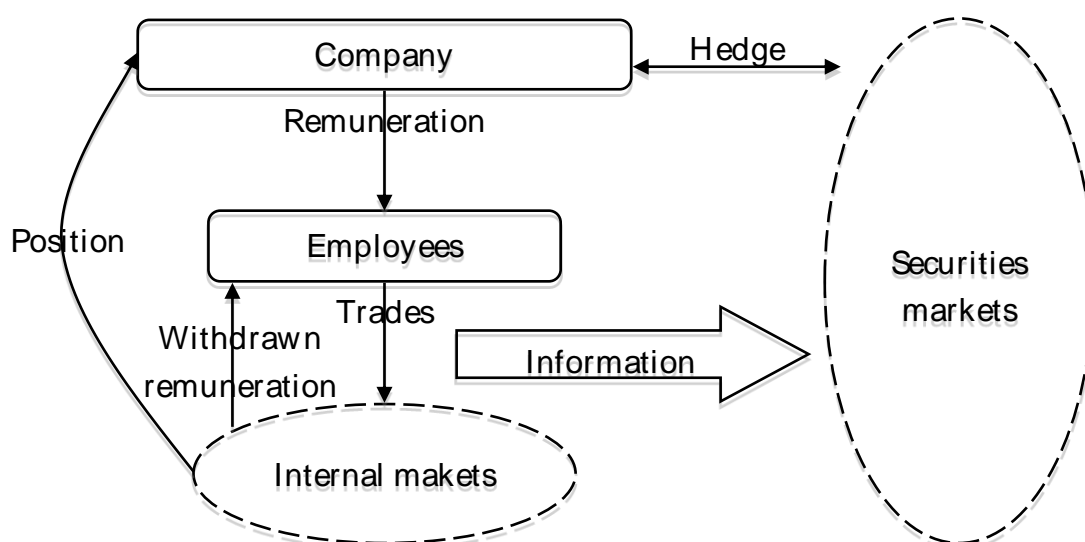 Company
Hedge
Remuneration
Position
Employees
Securities
markets
Trades
Withdrawn
remuneration
Information
Internal makets